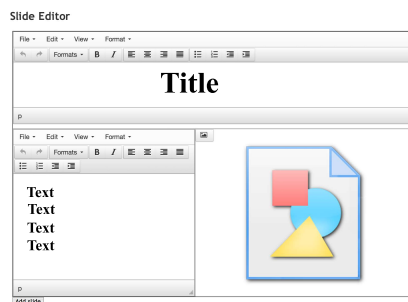 Slide Editor
File Edit View Format
Formats B I
Title
p
File Edit View Format
Formats B I
Text
Text
Text
Text
p
Add slide